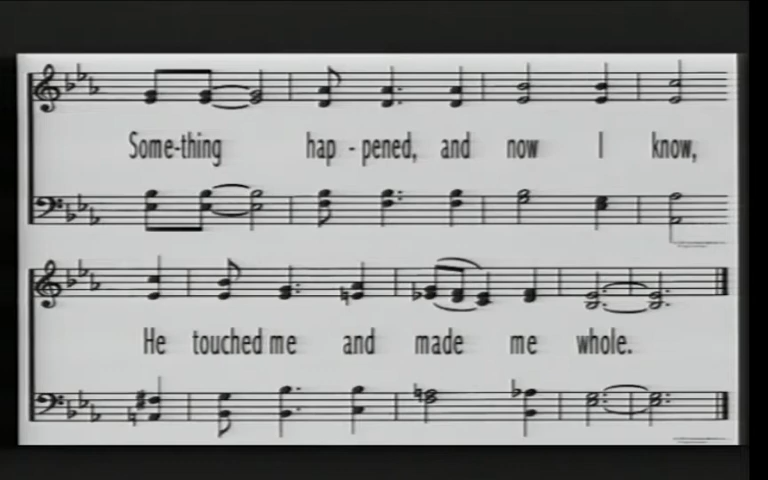 Some-thing hap - pened, and now I know,
He touched me and made me whole.